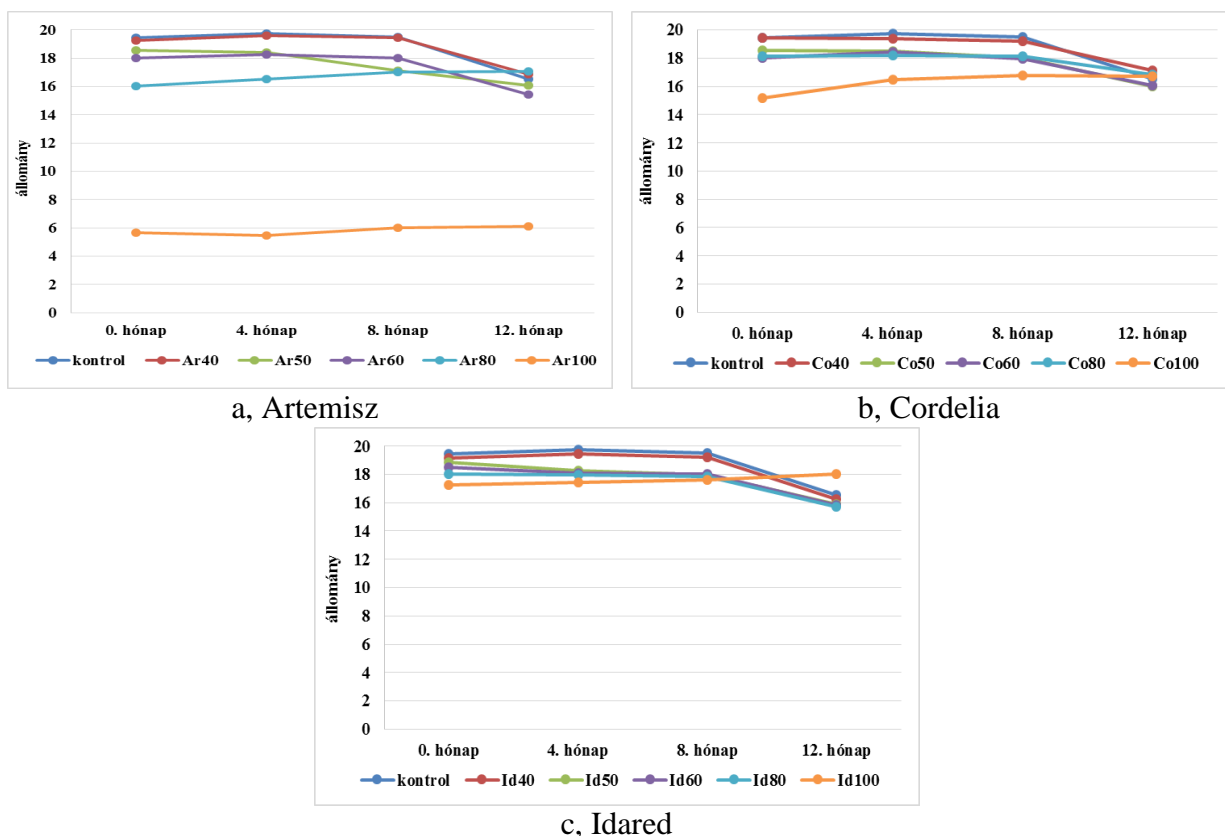 20
18
16
14
12
10
8
6
4
2
0
állomány
0. hónap 4. hónap 8. hónap 12. hónap
kontrol Ar40 Ar50 Ar60 Ar80 Ar100
a, Artemisz
20
18
16
14
12
10
8
6
4
2
0
állomány
0. hónap 4. hónap 8. hónap 12. hónap
kontrol Co40 Co50 Co60 Co80 Co100
b, Cordelia
20
18
16
14
12
10
8
6
4
2
0
állomány
0. hónap 4. hónap 8. hónap 12. hónap
kontrol Id40 Id50 Id60 Id80 Id100
c, Idared